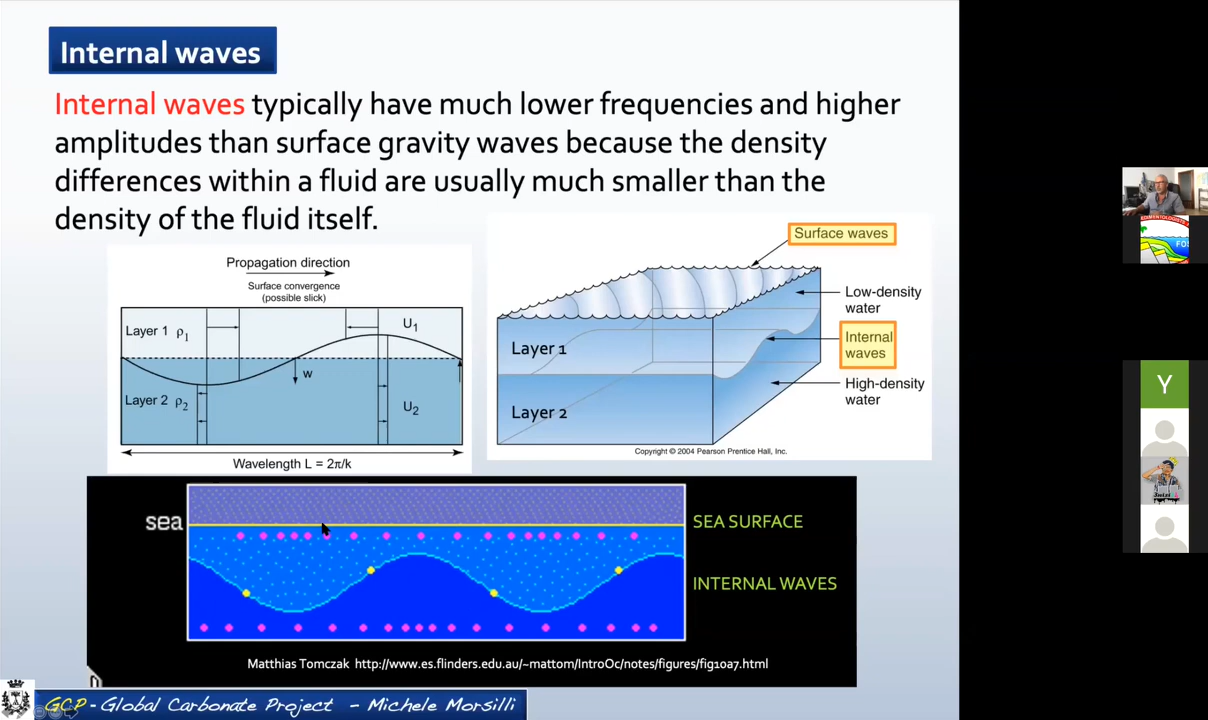 Internal waves
Internal waves typically have much lower frequencies and higher
amplitudes than surface gravity waves because the density
differences within a fluid are usually much smaller than the
density of the fluid itself.
Propagation direction
Surface convergence
(possible slick)
Layer 1 ρ1
U1
w
Layer 2 ρ2
U2
Wavelength L = 2π/k
Surface waves
Low-density
water
Layer 1
Internal
waves
High-density
water
Layer 2
Copyright © 2004 Pearson Prentice Hall, Inc.
sea
SEA SURFACE
INTERNAL WAVES
Matthias Tomczak http://www.es.flinders.edu.au/~mattom/IntroOc/notes/figures/fig10a7.html
GCP - Global Carbonate Project - Michele Morsilli
Y